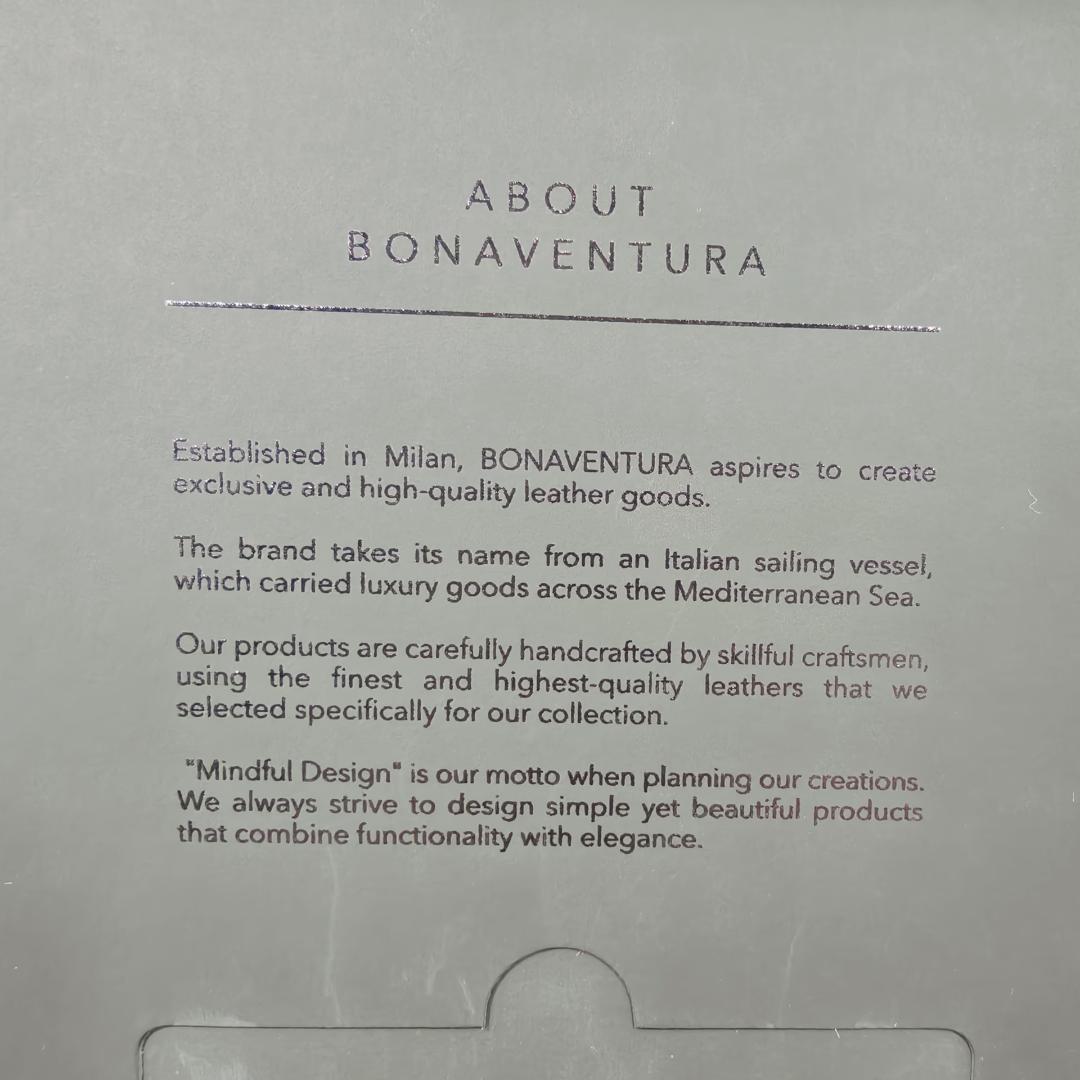 ABOUT
BONAVENTURA
Established in Milan, BONAVENTURA aspires to create
exclusive and high-quality leather goods.
The brand takes its name from an Italian sailing vessel,
which carried luxury goods across the Mediterranean Sea.
Our products are carefully handcrafted by skillful craftsmen,
using the finest and highest-quality leathers that we
selected specifically for our collection.
"Mindful Design" is our motto when planning our creations.
We always strive to design simple yet beautiful products
that combine functionality with elegance.